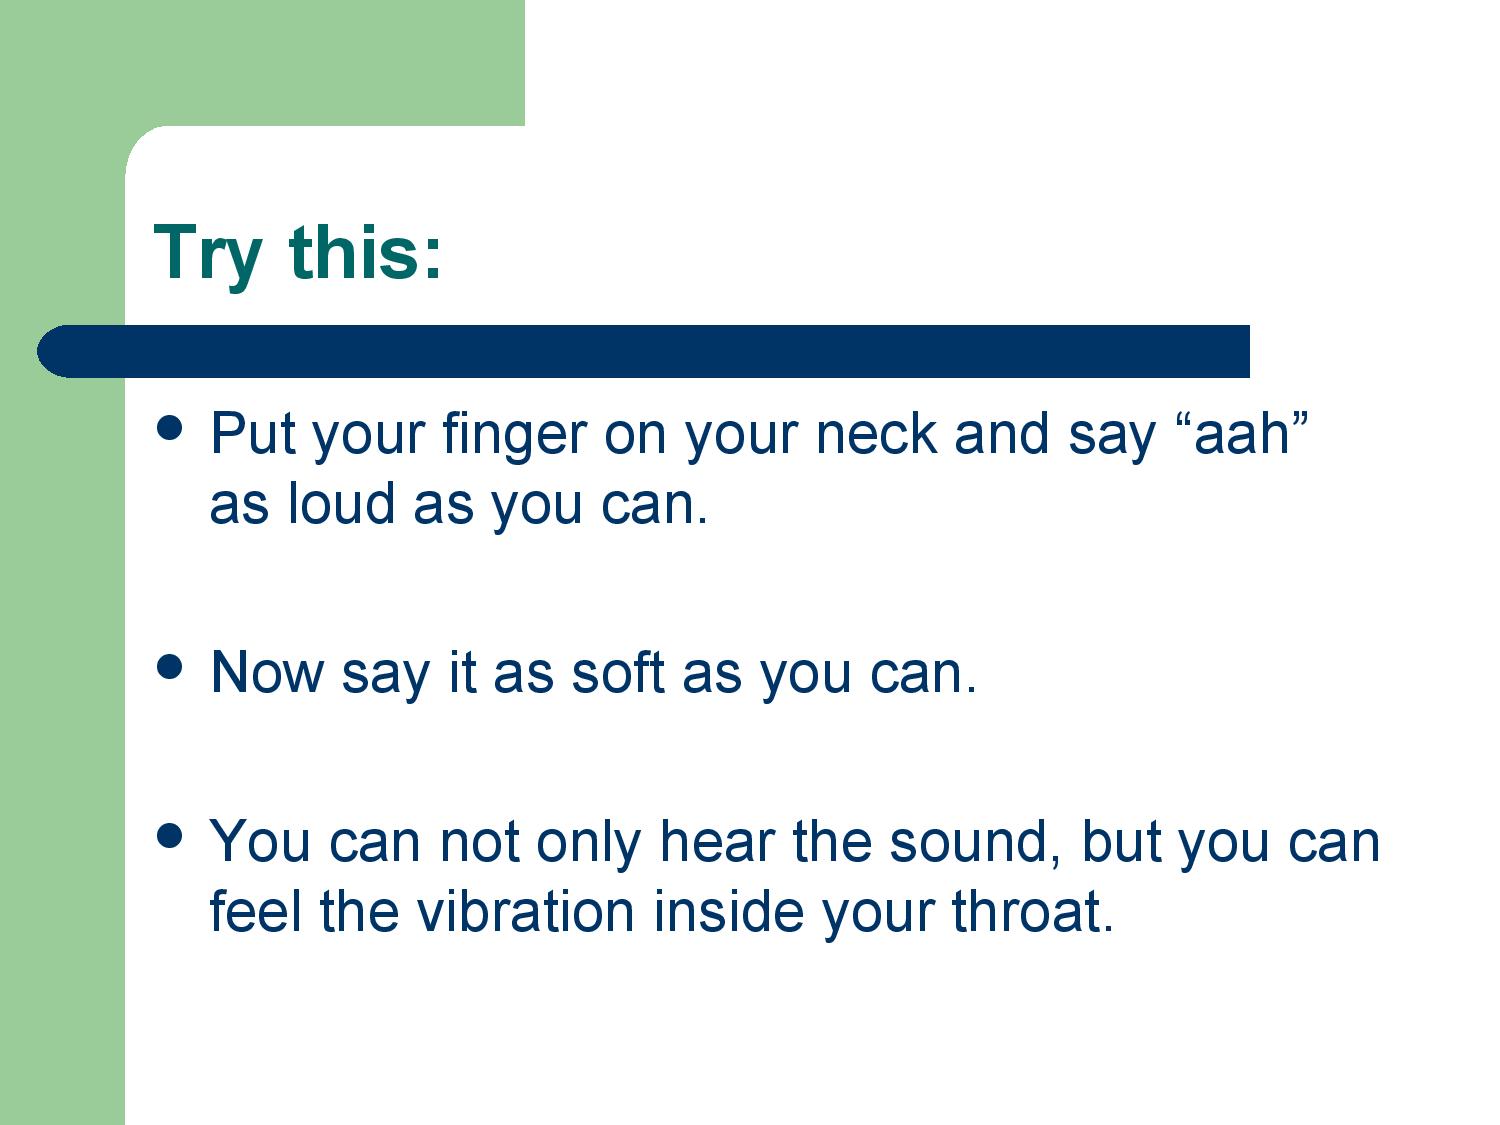 Try this:
Put your finger on your neck and say “aah”
as loud as you can.
Now say it as soft as you can.
You can not only hear the sound, but you can
feel the vibration inside your throat.